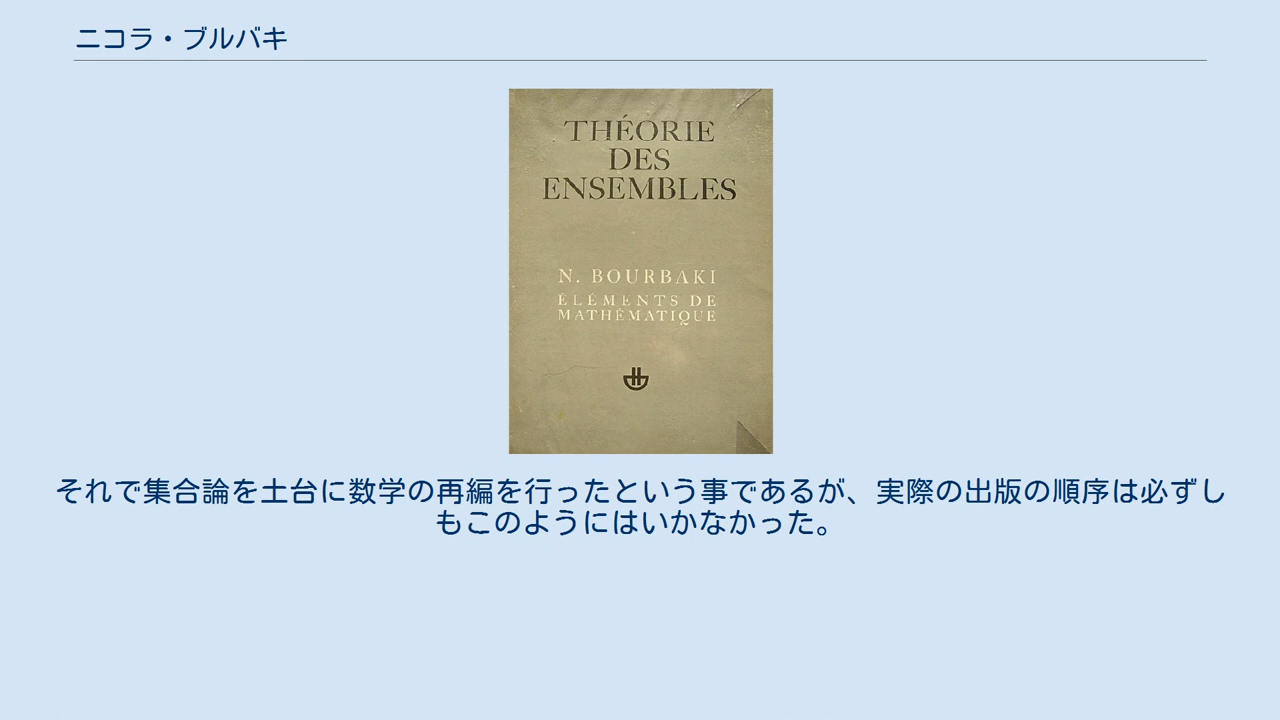 ニコラ・ブルバキ
THÉORIE
DES
ENSEMBLES
N. BOURBAKI
ÉLÉMENTS DE
MATHÉMATIQUE
それで集合論を土台に数学の再編を行ったという事であるが、実際の出版の順序は必ずし
もこのようにはいかなかった。